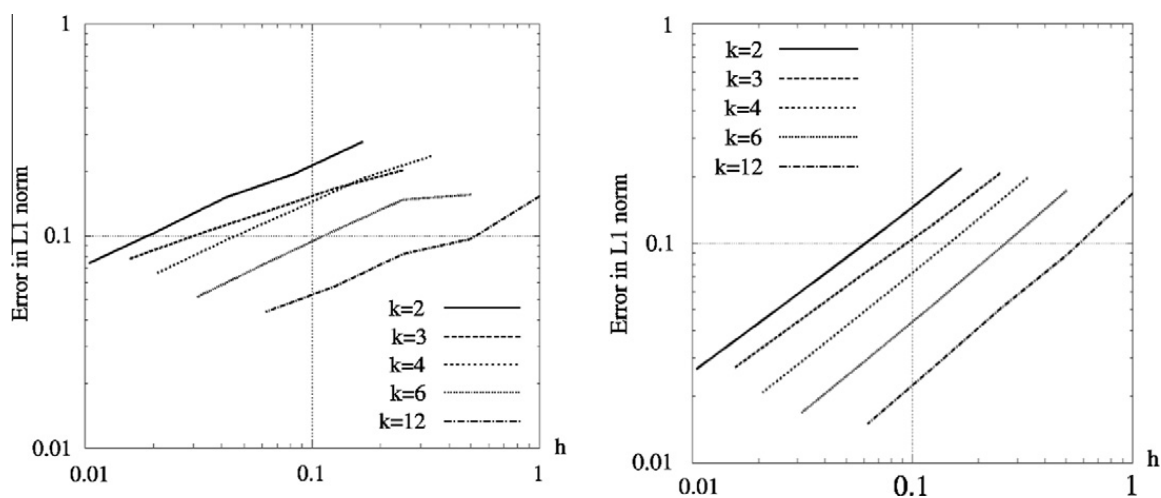 1
0.1
0.01
Error in L1 norm
k=2
k=3
k=4
k=6
k=12
0.01
0.1
1
h
1
0.1
0.01
Error in L1 norm
k=2
k=3
k=4
k=6
k=12
0.01
0.1
1
h